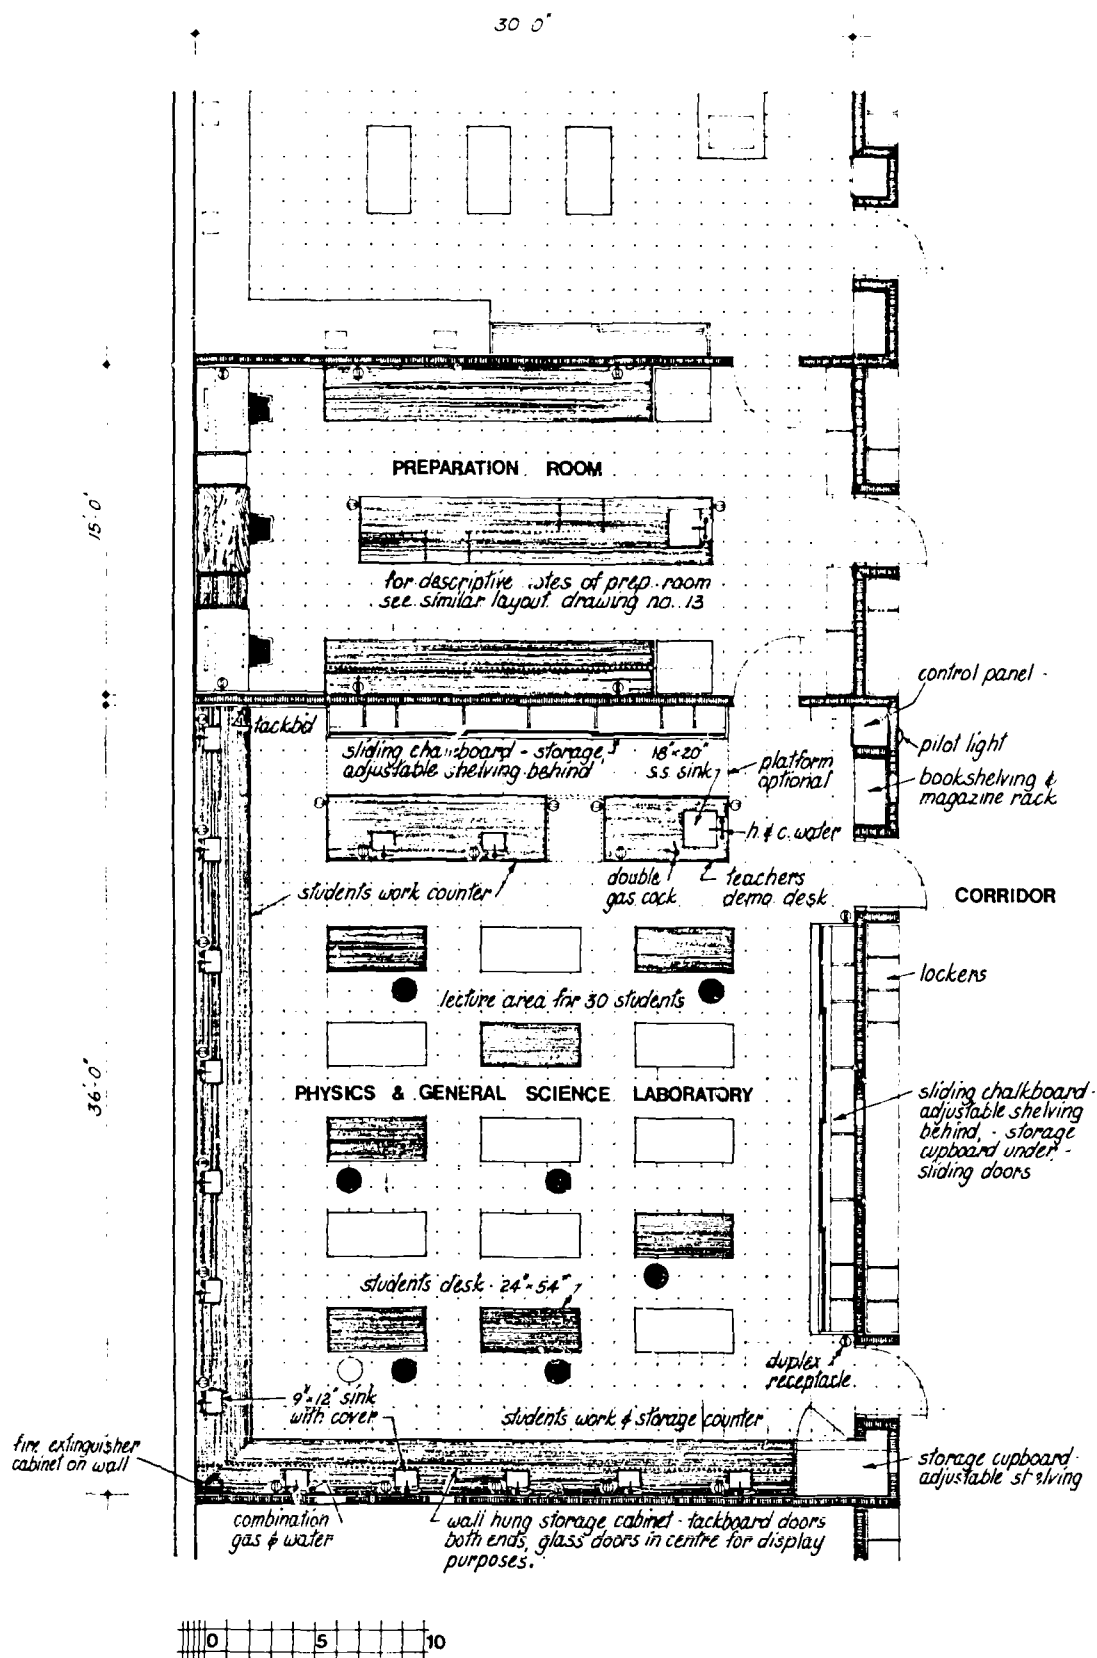 30'0"
PREPARATION ROOM
15'.0'
for descriptive notes of prep. room
see similar layout. drawing no. 13
control panel
tackbd
sliding chalkboard - storage,
adjustable shelving behind
18"×20"
s.s. sink
platform
optional
pilot light
bookshelving &
magazine rack
h & c. water
students work counter
double
gas cock
teachers
demo. desk
CORRIDOR
lockers
lecture area for 30 students
36'-0"
PHYSICS & GENERAL SCIENCE LABORATORY
sliding chalkboard -
adjustable shelving
behind, - storage
cupboard under -
sliding doors
students desk - 24"×54"
duplex
receptacle
9"×12" sink
with cover
students work & storage counter
fire extinguisher
cabinet on wall
storage cupboard -
adjustable shelving
combination
gas & water
wall hung storage cabinet - tackboard doors
both ends, glass doors in centre for display
purposes.
0 5 10